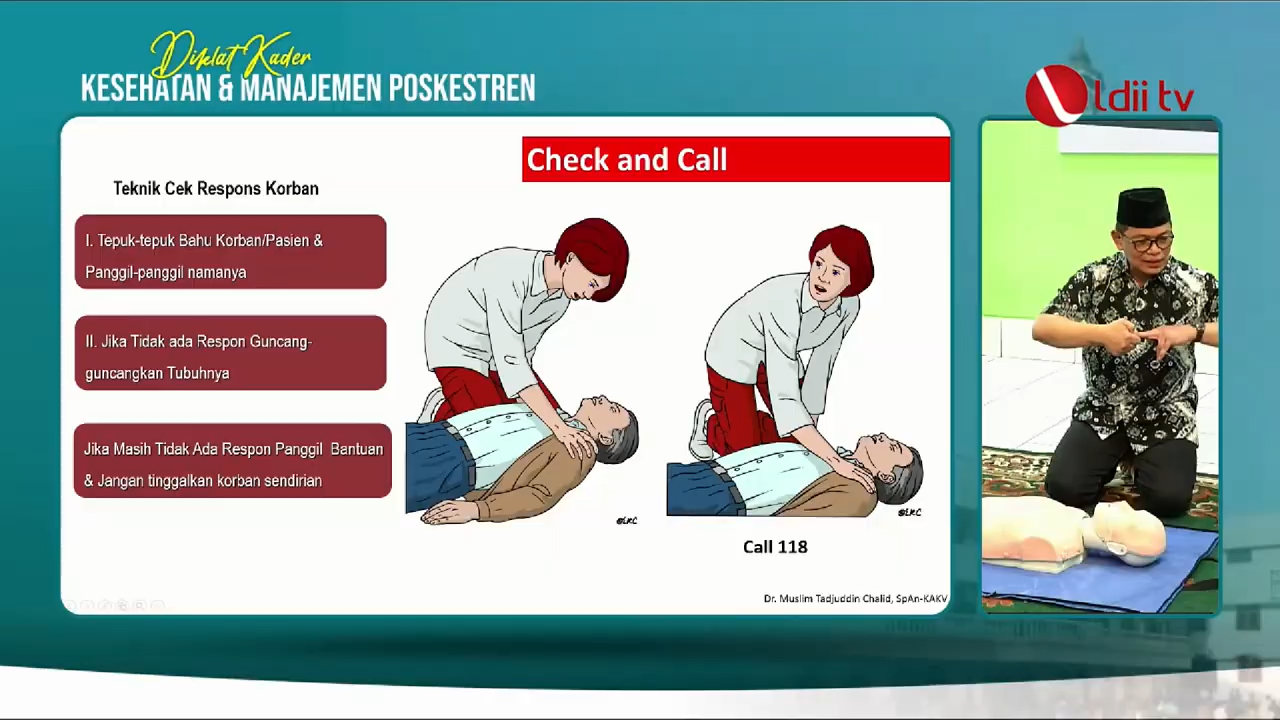 Diklat Kader
KESEHATAN & MANAJEMEN POSKESTREN
ldii tv
Check and Call
Teknik Cek Respons Korban
I. Tepuk-tepuk Bahu Korban/Pasien &
Panggil-panggil namanya
II. Jika Tidak ada Respon Guncang-
guncangkan Tubuhnya
Jika Masih Tidak Ada Respon Panggil Bantuan
& Jangan tinggalkan korban sendirian
@ERC
@ERC
Call 118
Dr. Muslim Tadjuddin Chalid, SpAn-KAKV